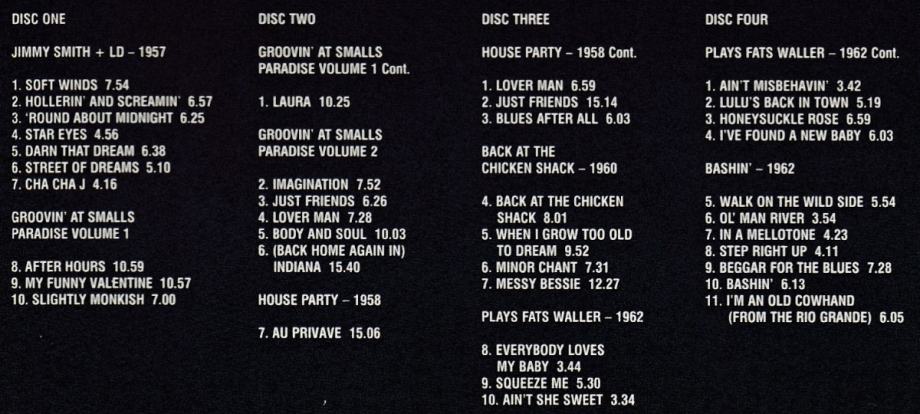 DISC ONE
JIMMY SMITH + LD – 1957
1. SOFT WINDS 7.54
2. HOLLERIN' AND SCREAMIN' 6.57
3. 'ROUND ABOUT MIDNIGHT 6.25
4. STAR EYES 4.56
5. DARN THAT DREAM 6.38
6. STREET OF DREAMS 5.10
7. CHA CHA J 4.16
GROOVIN' AT SMALLS
PARADISE VOLUME 1
8. AFTER HOURS 10.59
9. MY FUNNY VALENTINE 10.57
10. SLIGHTLY MONKISH 7.00
DISC TWO
GROOVIN' AT SMALLS
PARADISE VOLUME 1 Cont.
1. LAURA 10.25
GROOVIN' AT SMALLS
PARADISE VOLUME 2
2. IMAGINATION 7.52
3. JUST FRIENDS 6.26
4. LOVER MAN 7.28
5. BODY AND SOUL 10.03
6. (BACK HOME AGAIN IN)
INDIANA 15.40
HOUSE PARTY – 1958
7. AU PRIVAVE 15.06
DISC THREE
HOUSE PARTY – 1958 Cont.
1. LOVER MAN 6.59
2. JUST FRIENDS 15.14
3. BLUES AFTER ALL 6.03
BACK AT THE
CHICKEN SHACK – 1960
4. BACK AT THE CHICKEN
SHACK 8.01
5. WHEN I GROW TOO OLD
TO DREAM 9.52
6. MINOR CHANT 7.31
7. MESSY BESSIE 12.27
PLAYS FATS WALLER – 1962
8. EVERYBODY LOVES
MY BABY 3.44
9. SQUEEZE ME 5.30
10. AIN'T SHE SWEET 3.34
DISC FOUR
PLAYS FATS WALLER – 1962 Cont.
1. AIN'T MISBEHAVIN' 3.42
2. LULU'S BACK IN TOWN 5.19
3. HONEYSUCKLE ROSE 6.59
4. I'VE FOUND A NEW BABY 6.03
BASHIN' – 1962
5. WALK ON THE WILD SIDE 5.54
6. OL' MAN RIVER 3.54
7. IN A MELLOTONE 4.23
8. STEP RIGHT UP 4.11
9. BEGGAR FOR THE BLUES 7.28
10. BASHIN' 6.13
11. I'M AN OLD COWHAND
(FROM THE RIO GRANDE) 6.05